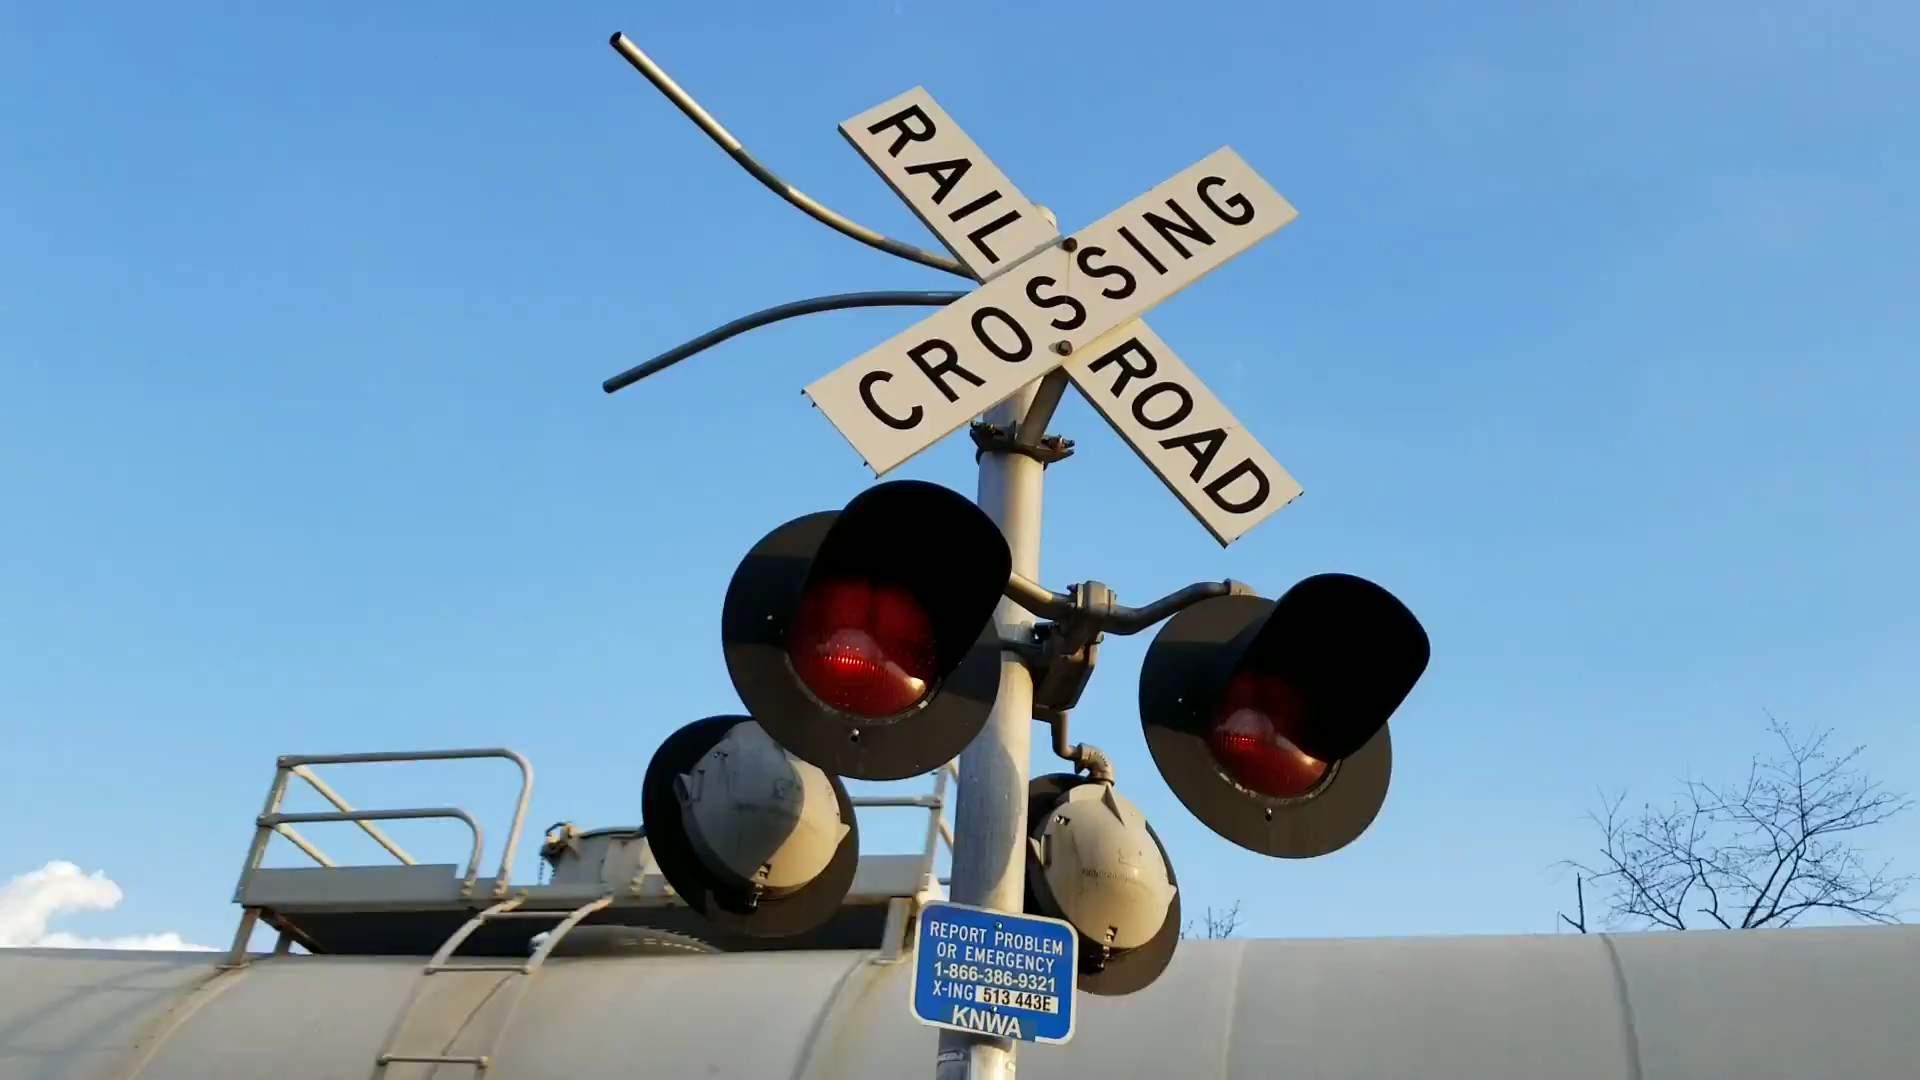 RAIL ROAD
CROSSING
REPORT PROBLEM
OR EMERGENCY
1-866-386-9321
X-ING 513 443E
KNWA